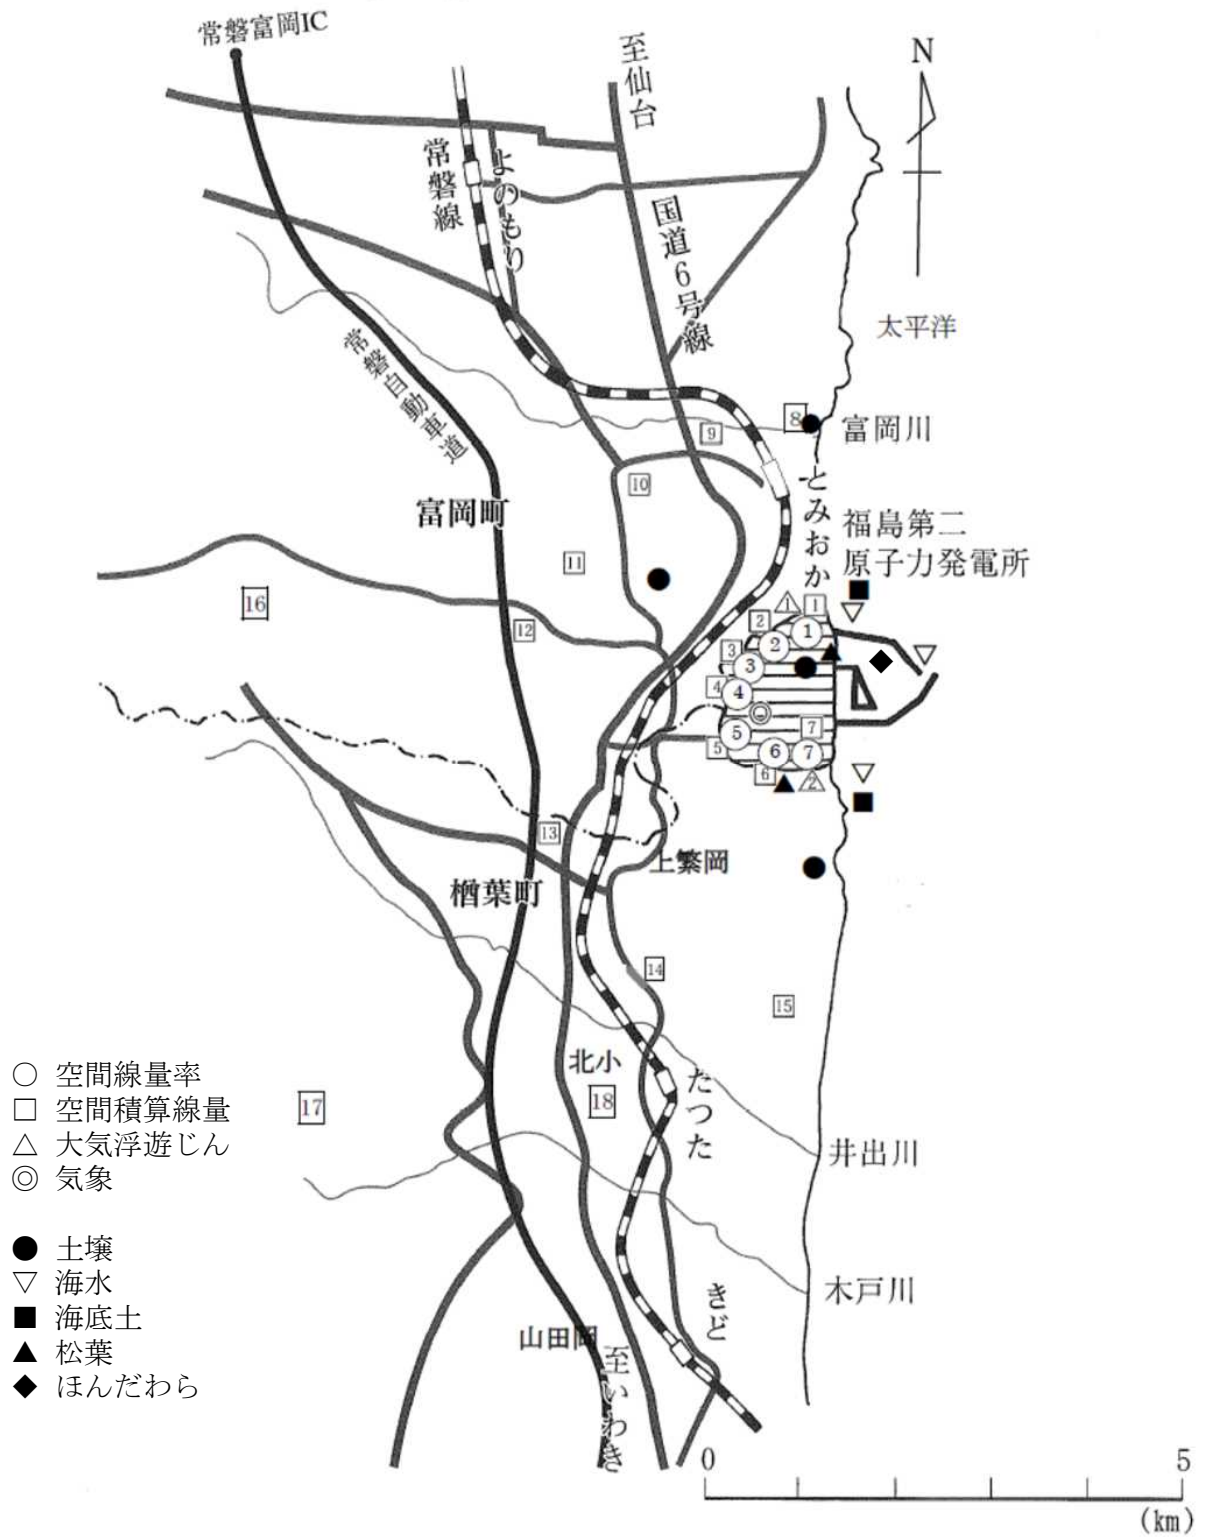 常磐富岡IC
至仙台
N
常磐線
よのもり
国道6号線
太平洋
常磐自動車道
8
富岡川
9
とみおか
10
富岡町
福島第二
原子力発電所
11
16
1
1
2
1
12
2
3
3
4
4
5
7
5
6
7
6
2
13
上繁岡
楢葉町
14
15
北小
18
たつた
17
○ 空間線量率
□ 空間積算線量
△ 大気浮遊じん
◎ 気象
● 土壌
▽ 海水
■ 海底土
▲ 松葉
◆ ほんだわら
井出川
木戸川
きど
山田岡
至いわき
0
5
(km)